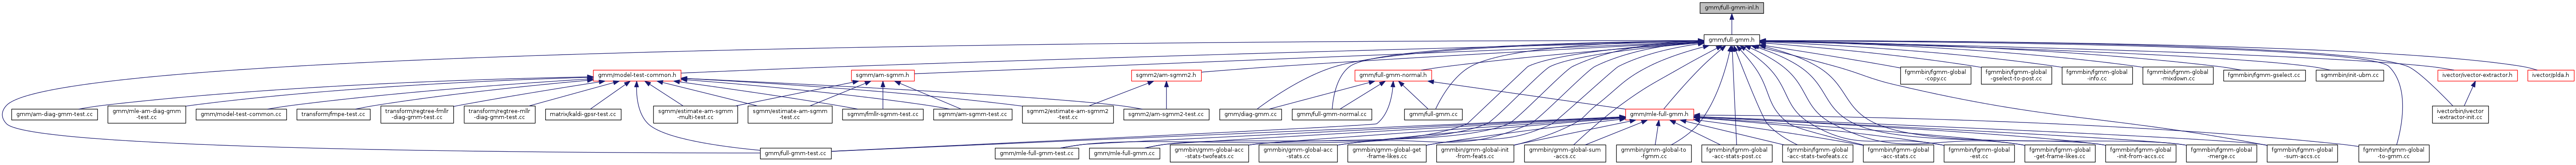 gmm/full-gmm-inl.h
gmm/full-gmm.h
gmm/model-test-common.h
sgmm/am-sgmm.h
sgmm2/am-sgmm2.h
gmm/full-gmm-normal.h
fgmmbin/fgmm-global
-copy.cc
fgmmbin/fgmm-global
-gselect-to-post.cc
fgmmbin/fgmm-global
-info.cc
fgmmbin/fgmm-global
-mixdown.cc
fgmmbin/fgmm-gselect.cc
sgmmbin/init-ubm.cc
ivector/ivector-extractor.h
ivector/plda.h
gmm/am-diag-gmm-test.cc
gmm/mle-am-diag-gmm
-test.cc
gmm/model-test-common.cc
transform/fmpe-test.cc
transform/regtree-fmllr
-diag-gmm-test.cc
transform/regtree-mllr
-diag-gmm-test.cc
matrix/kaldi-gpsr-test.cc
sgmm/estimate-am-sgmm
-multi-test.cc
sgmm/estimate-am-sgmm
-test.cc
sgmm/fmllr-sgmm-test.cc
sgmm/am-sgmm-test.cc
sgmm2/estimate-am-sgmm2
-test.cc
sgmm2/am-sgmm2-test.cc
gmm/diag-gmm.cc
gmm/full-gmm-normal.cc
gmm/full-gmm.cc
gmm/mle-full-gmm.h
ivectorbin/ivector
-extractor-init.cc
gmm/full-gmm-test.cc
gmm/mle-full-gmm-test.cc
gmm/mle-full-gmm.cc
gmmbin/gmm-global-acc
-stats-twofeats.cc
gmmbin/gmm-global-acc
-stats.cc
gmmbin/gmm-global-get
-frame-likes.cc
gmmbin/gmm-global-init
-from-feats.cc
gmmbin/gmm-global-sum
-accs.cc
gmmbin/gmm-global-to
-fgmm.cc
fgmmbin/fgmm-global
-acc-stats-post.cc
fgmmbin/fgmm-global
-acc-stats-twofeats.cc
fgmmbin/fgmm-global
-acc-stats.cc
fgmmbin/fgmm-global
-est.cc
fgmmbin/fgmm-global
-get-frame-likes.cc
fgmmbin/fgmm-global
-init-from-accs.cc
fgmmbin/fgmm-global
-merge.cc
fgmmbin/fgmm-global
-sum-accs.cc
fgmmbin/fgmm-global
-to-gmm.cc